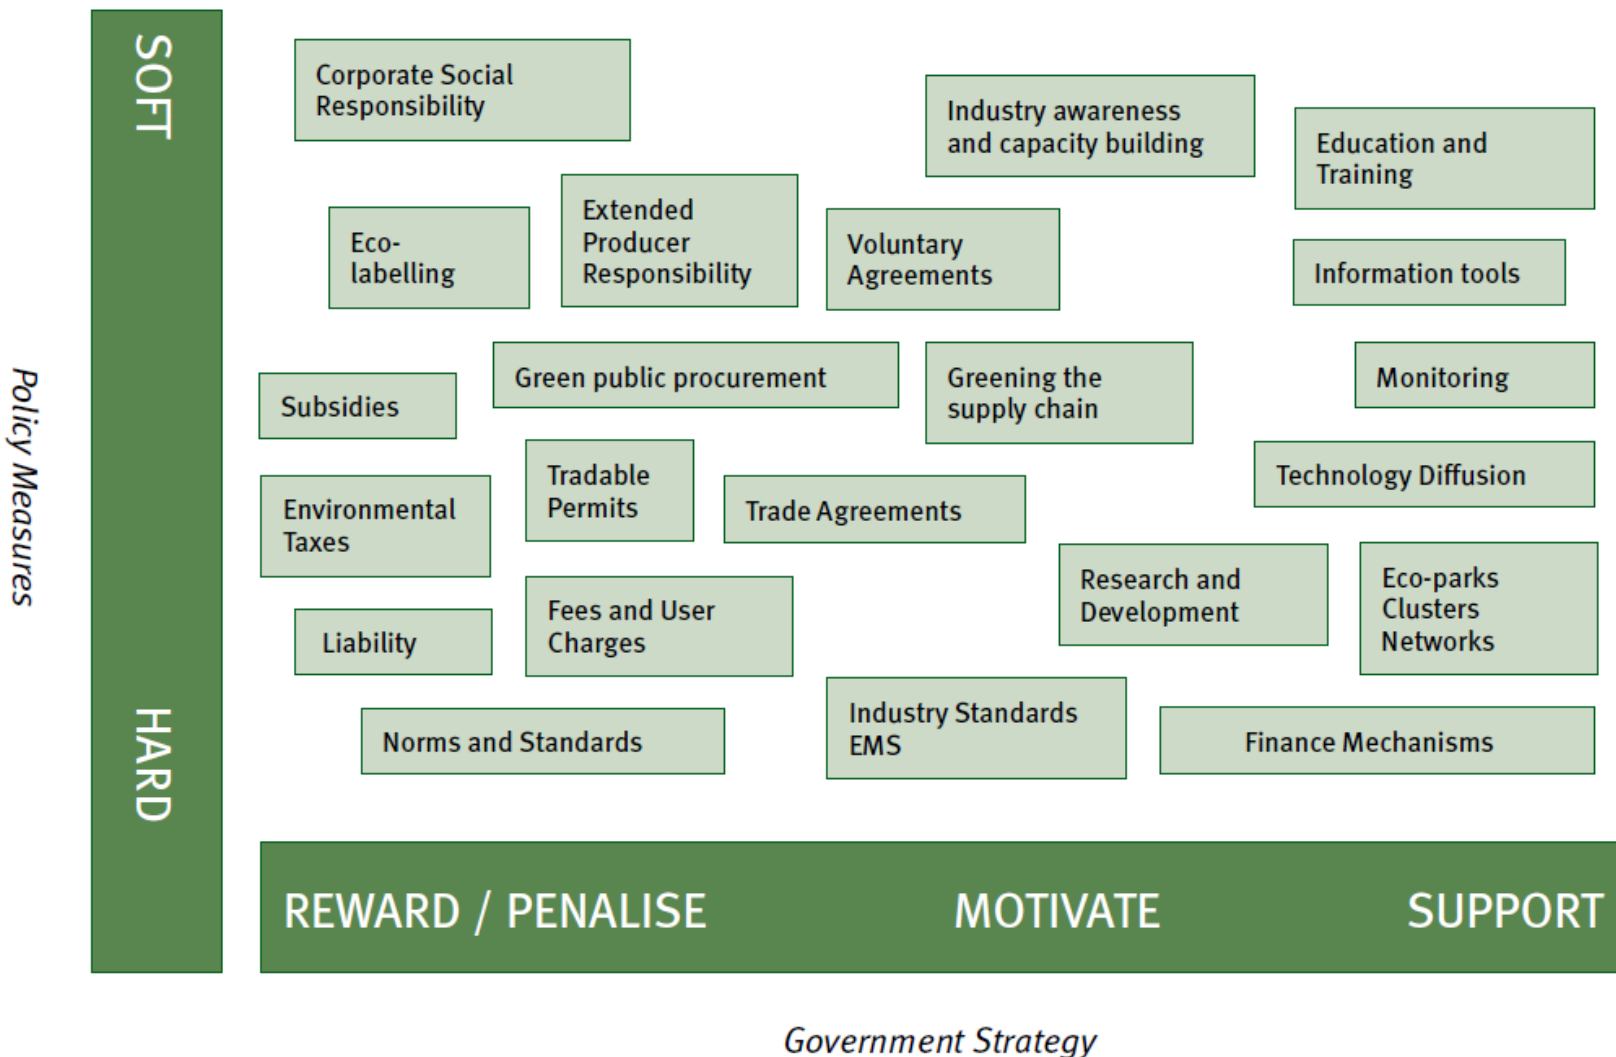 SOFT
HARD
Policy Measures
Corporate Social
Responsibility
Industry awareness
and capacity building
Education and
Training
Eco-
labelling
Extended
Producer
Responsibility
Voluntary
Agreements
Information tools
Subsidies
Green public procurement
Greening the
supply chain
Monitoring
Environmental
Taxes
Tradable
Permits
Trade Agreements
Technology Diffusion
Liability
Fees and User
Charges
Research and
Development
Eco-parks
Clusters
Networks
Norms and Standards
Industry Standards
EMS
Finance Mechanisms
REWARD / PENALISE
MOTIVATE
SUPPORT
Government Strategy